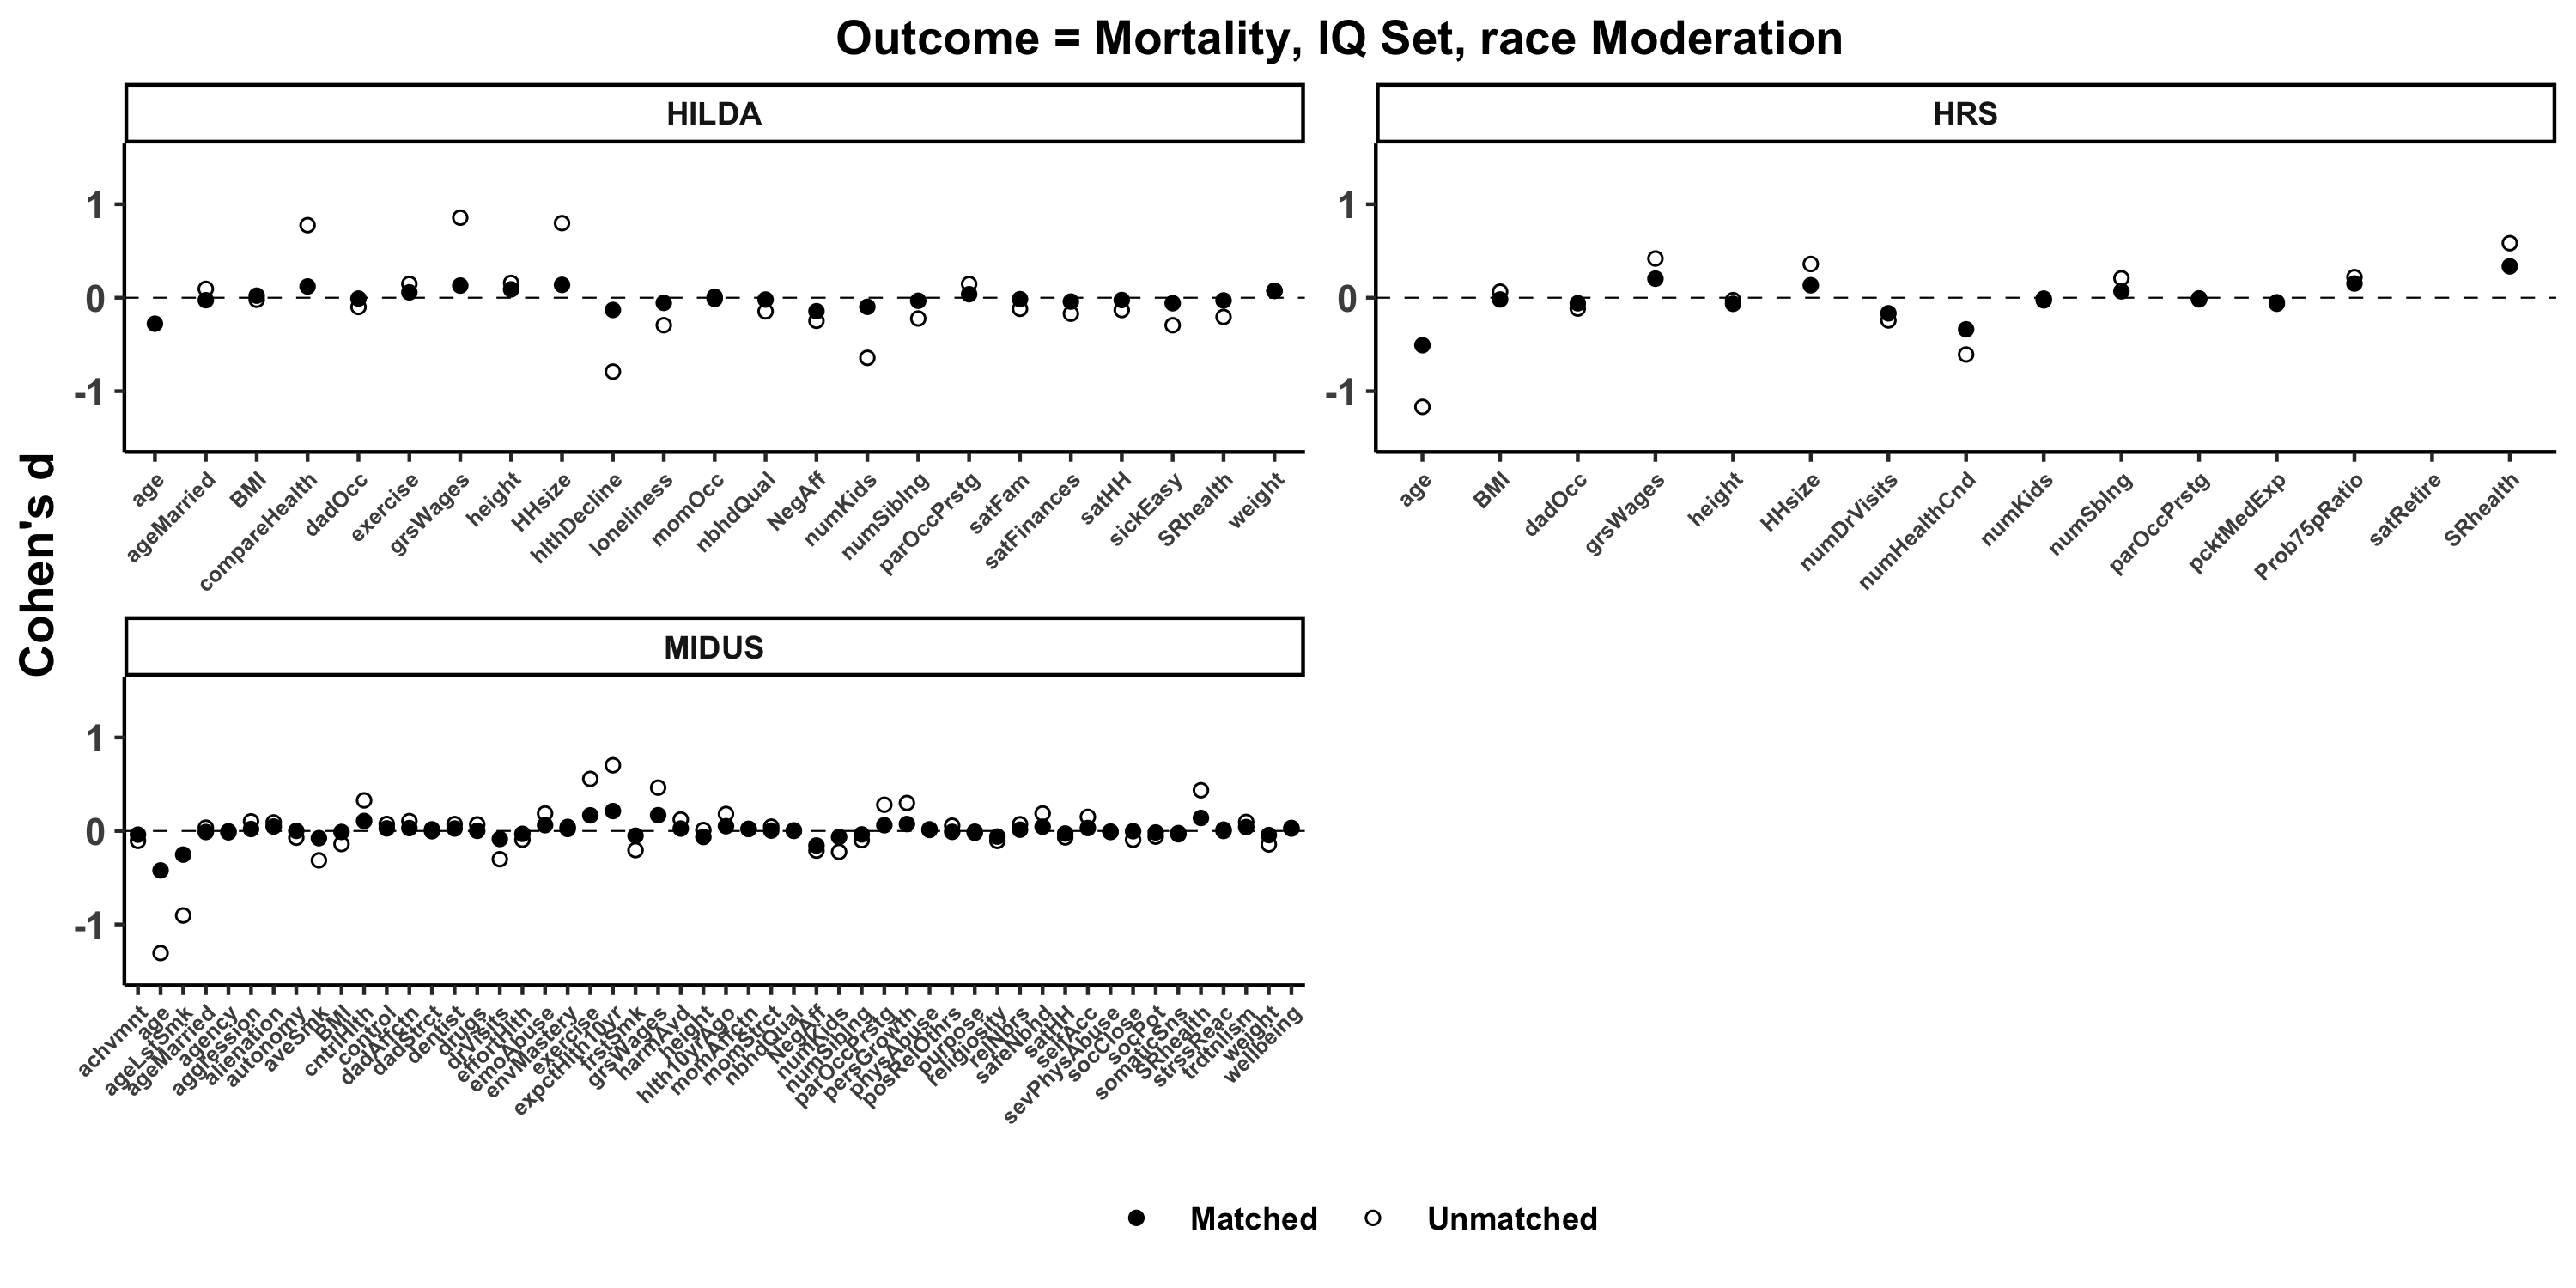 Outcome = Mortality, IQ Set, race Moderation
HILDA
HRS
Cohen's d
1
0
-1
1
0
-1
age
ageMarried
BMI
compareHealth
dadOcc
exercise
grsWages
height
HHsize
hlthDecline
loneliness
momOcc
nbhdQual
NegAff
numKids
numSiblng
parOccPrstg
satFam
satFinances
satHH
sickEasy
SRhealth
weight
age
BMI
dadOcc
grsWages
height
HHsize
numDrVisits
numHealthCnd
numKids
numSblng
parOccPrstg
pcktMedExp
Prob75pRatio
satRetire
SRhealth
MIDUS
1
0
-1
achvmnt
age
ageLstSmk
ageMarried
agency
aggression
alienation
autonomy
aveSmk
BMI
cntrlHlth
control
dadAffctn
dadStrct
dentist
drugs
drVisits
effortHlth
emoAbuse
envMastery
exercise
expctHlth10yr
firstSmk
grsWages
harmAvd
height
hlth10yrAgo
momAffctn
momStrct
nbhdQual
NegAff
numKids
numSiblng
parOccPrstg
persGrowth
physAbuse
posRelOthrs
purpose
religiosity
relNbrs
safeNbhd
satHH
selfAcc
sevPhysAbuse
socClose
socPot
somaticSns
SRhealth
strssReac
trdtnlism
weight
wellbeing
Matched
Unmatched